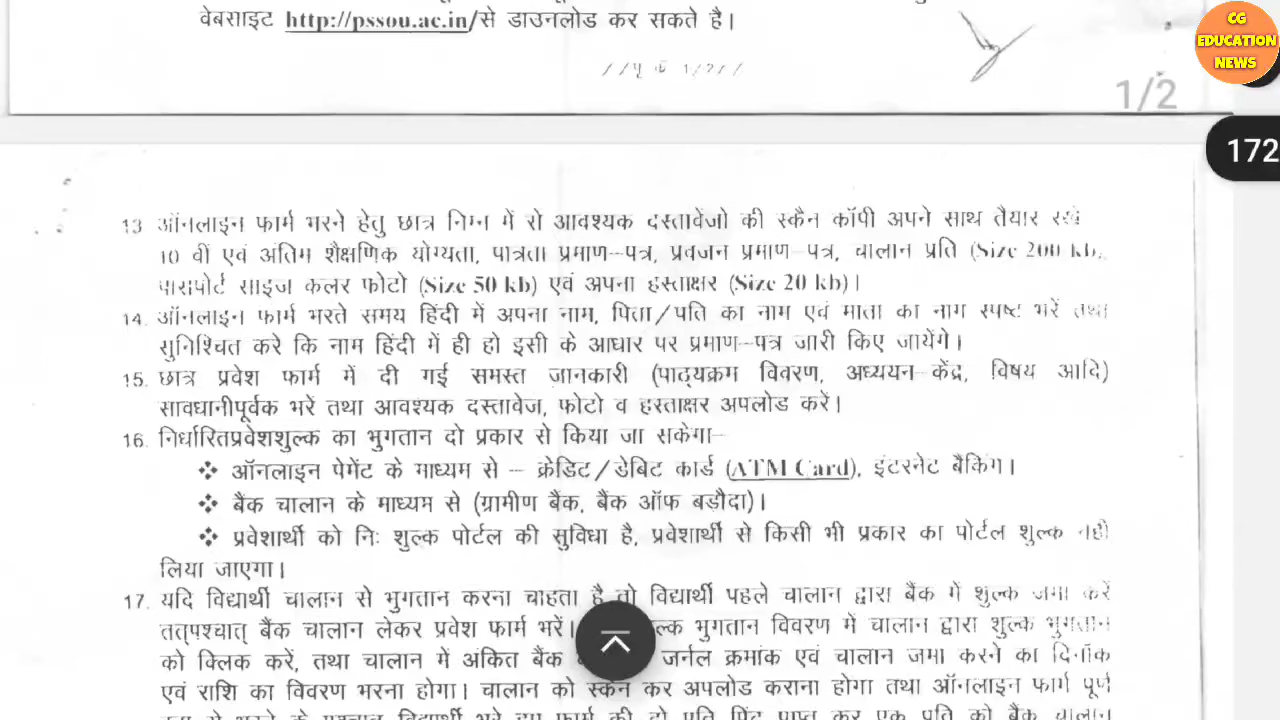 वेबसाइट http://pssou.ac.in/से डाउनलोड कर सकते है।
CG
EDUCATION
NEWS
1/2
172
13 ऑनलाइन फार्म भरने हेतु छात्र निम्न में रो आवश्यक दस्तावेजो की स्कैन कॉपी अपने साथ तैयार रखे
10 वीं एवं अंतिम शैक्षणिक योग्यता, पात्रता प्रमाण–पत्र, प्रवजन प्रमाण–पत्र, चालान प्रति (Size 200 kb,
पासपोर्ट साइज कलर फोटो (Size 50 kb) एवं अपना हस्ताक्षर (Size 20 kb)।
14. ऑनलाइन फार्म भरते समय हिंदी में अपना नाम, पिता/पति का नाम एवं माता का नाग स्पष्ट भरें तथा
सुनिश्चित करे कि नाम हिंदी में ही हो इसी के आधार पर प्रमाण–पत्र जारी किए जायेंगे।
15. छात्र प्रवेश फार्म में दी गई समस्त जानकारी (पाठ्यक्रम विवरण, अध्ययन–केंद्र, विषय आदि)
सावधानीपूर्वक भरें तथा आवश्यक दस्तावेज, फोटो व हस्ताक्षर अपलोड करें।
16. निर्धारितप्रवेशशुल्क का भुगतान दो प्रकार से किया जा सकेगा–
❖ ऑनलाइन पेमेंट के माध्यम से – क्रेडिट/डेबिट कार्ड (ATM Card), इंटरनेट बैंकिंग।
❖ बैंक चालान के माध्यम से (ग्रामीण बैंक, बैंक ऑफ बड़ौदा)।
❖ प्रवेशार्थी को निः शुल्क पोर्टल की सुविधा है, प्रवेशार्थी से किसी भी प्रकार का पोर्टल शुल्क नही
लिया जाएगा।
17. यदि विद्यार्थी चालान से भुगतान करना चाहता है तो विद्यार्थी पहले चालान द्वारा बैंक में शुल्क जमा करें
तत्पश्चात् बैंक चालान लेकर प्रवेश फार्म भरें। भुगतान विवरण में चालान द्वारा शुल्क भुगतान
को क्लिक करें, तथा चालान में अंकित बैंक जर्नल क्रमांक एवं चालान जमा करने का दिनॉक
एवं राशि का विवरण भरना होगा। चालान को स्कैन कर अपलोड कराना होगा तथा ऑनलाइन फार्ग पूर्ण